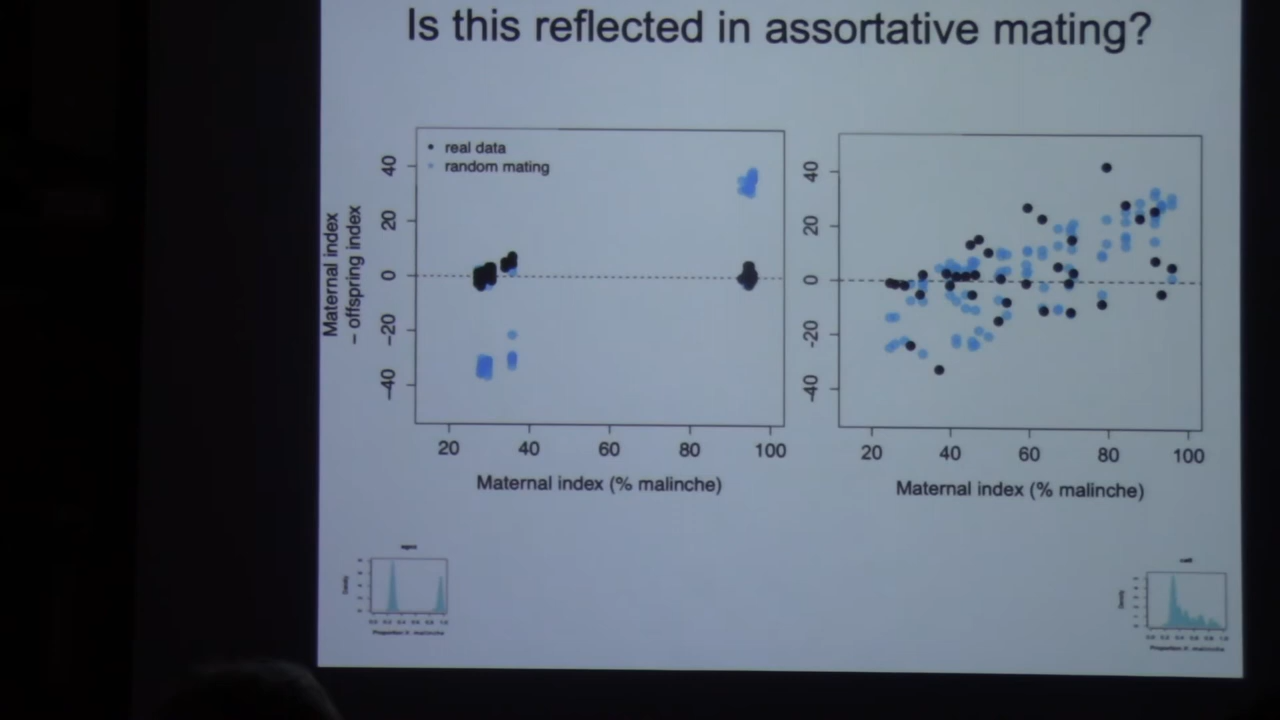 Is this reflected in assortative mating?
real data
random mating
Maternal index
– offspring index
40
20
0
-20
-40
20 40 60 80 100
Maternal index (% malinche)
40
20
0
-20
-40
20 40 60 80 100
Maternal index (% malinche)
Density
Density